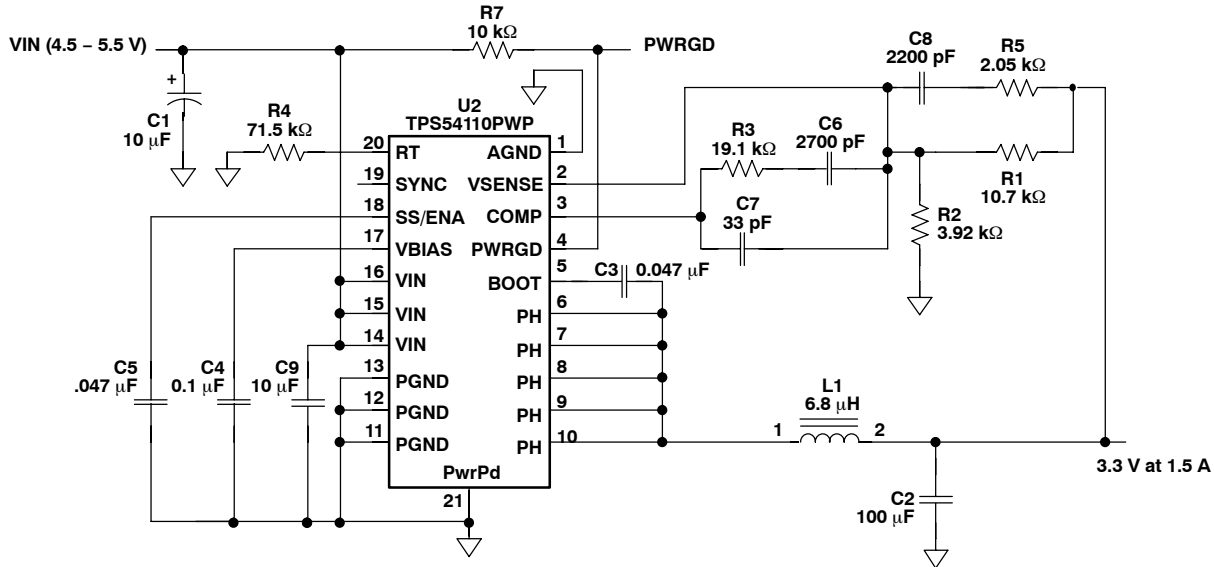 VIN (4.5 – 5.5 V)
R7
10 kΩ
PWRGD
+
C1
10 μF
R4
71.5 kΩ
U2
TPS54110PWP
20 RT
AGND 1
19 SYNC
VSENSE 2
18 SS/ENA
COMP 3
17 VBIAS
PWRGD 4
16 VIN
BOOT 5
15 VIN
PH 6
14 VIN
PH 7
13 PGND
PH 8
12 PGND
PH 9
11 PGND
PH 10
PwrPd
21
C8
2200 pF
R5
2.05 kΩ
R3
19.1 kΩ
C6
2700 pF
C7
33 pF
R1
10.7 kΩ
R2
3.92 kΩ
C3 0.047 μF
C5
.047 μF
C4
0.1 μF
C9
10 μF
L1
6.8 μH
1 2
3.3 V at 1.5 A
C2
100 μF